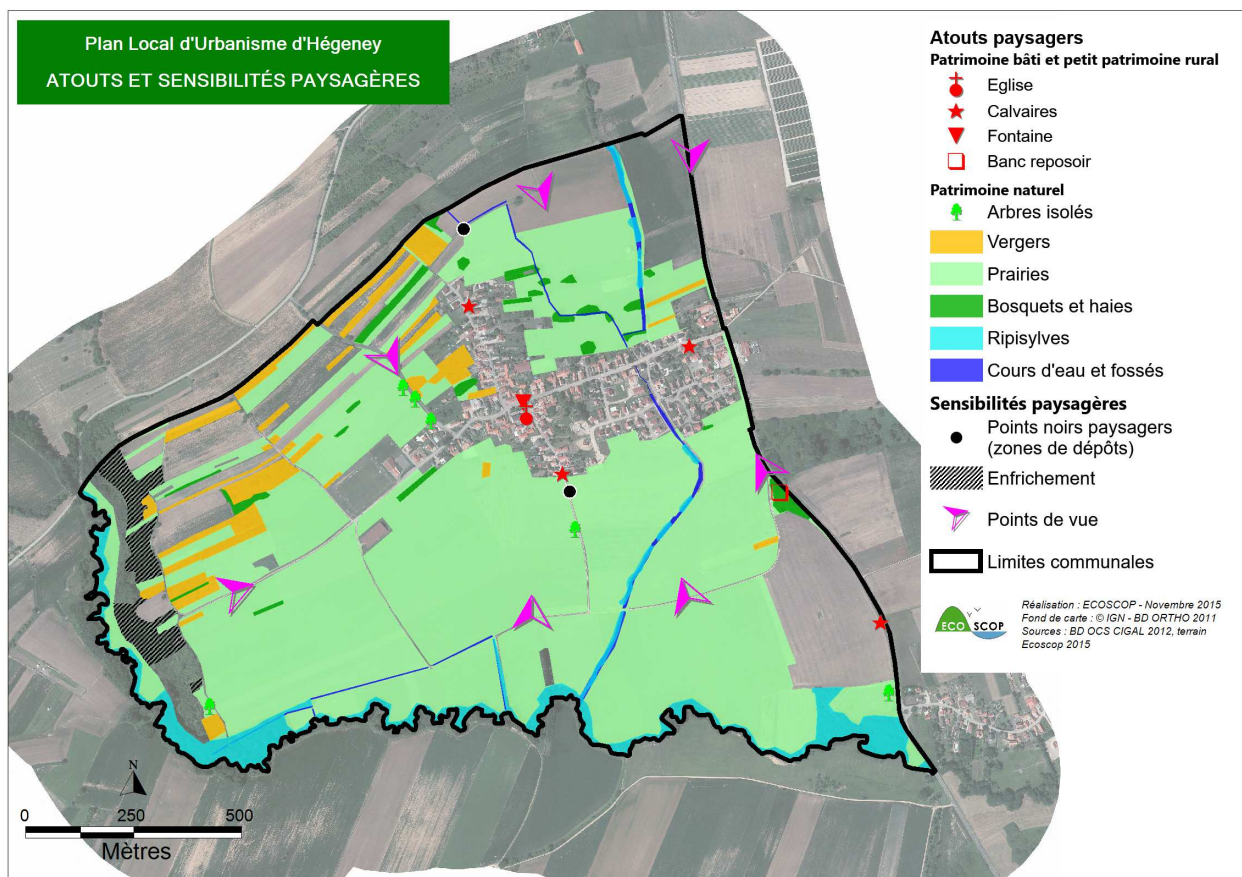 Plan Local d'Urbanisme d'Hégeney
ATOUTS ET SENSIBILITÉS PAYSAGÈRES
Atouts paysagers
Patrimoine bâti et petit patrimoine rural
Eglise
Calvaires
Fontaine
Banc reposoir
Patrimoine naturel
Arbres isolés
Vergers
Prairies
Bosquets et haies
Ripisylves
Cours d'eau et fossés
Sensibilités paysagères
Points noirs paysagers
(zones de dépôts)
Enfrichement
Points de vue
Limites communales
ECO SCOP
Réalisation : ECOSCOP - Novembre 2015
Fond de carte : © IGN - BD ORTHO 2011
Sources : BD OCS CIGAL 2012, terrain
Ecoscop 2015
N
0 250 500
Mètres